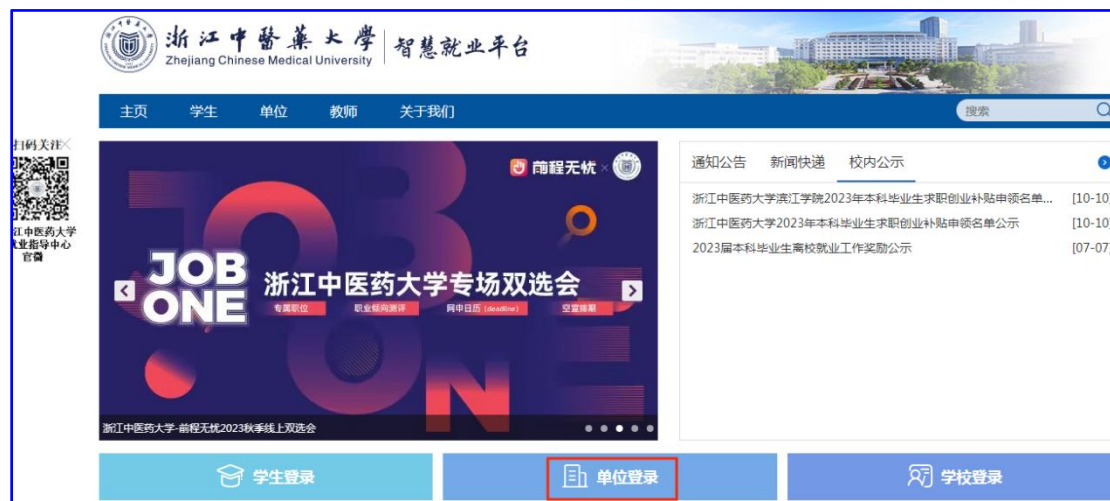 浙江中醫藥大學
Zhejiang Chinese Medical University
智慧就业平台
主页 学生 单位 教师 关于我们
搜索
扫码关注
江中医药大学
业指导中心
官微
前程无忧
JOB
ONE
浙江中医药大学专场双选会
专属职位 职业倾向测评 网申日历 (deadline) 空宣排期
浙江中医药大学-前程无忧2023秋季线上双选会
通知公告 新闻快递 校内公示
浙江中医药大学滨江学院2023年本科毕业生求职创业补贴申领名单... [10-10]
浙江中医药大学2023年本科毕业生求职创业补贴申领名单公示 [10-10]
2023届本科毕业生离校就业工作奖励公示 [07-07]
学生登录
单位登录
学校登录